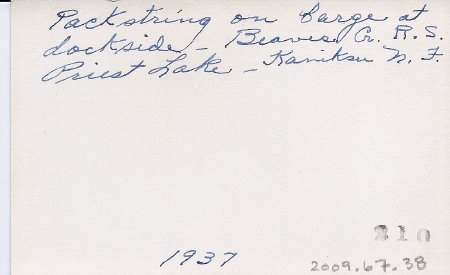 Packstring on barge at
dockside - Beaver Cr. R.S.
Priest Lake - Kaniksu N.F.
210
1937
2009.67.38